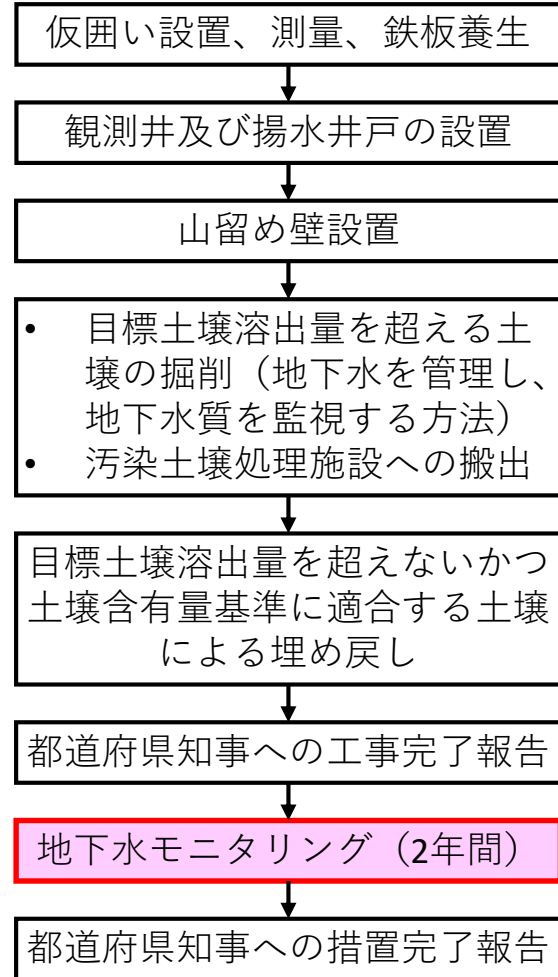 仮囲い設置、測量、鉄板養生
観測井及び揚水井戸の設置
山留め壁設置
• 目標土壌溶出量を超える土
壌の掘削（地下水を管理し、
地下水質を監視する方法）
• 汚染土壌処理施設への搬出
目標土壌溶出量を超えないかつ
土壌含有量基準に適合する土壌
による埋め戻し
都道府県知事への工事完了報告
地下水モニタリング（2年間）
都道府県知事への措置完了報告